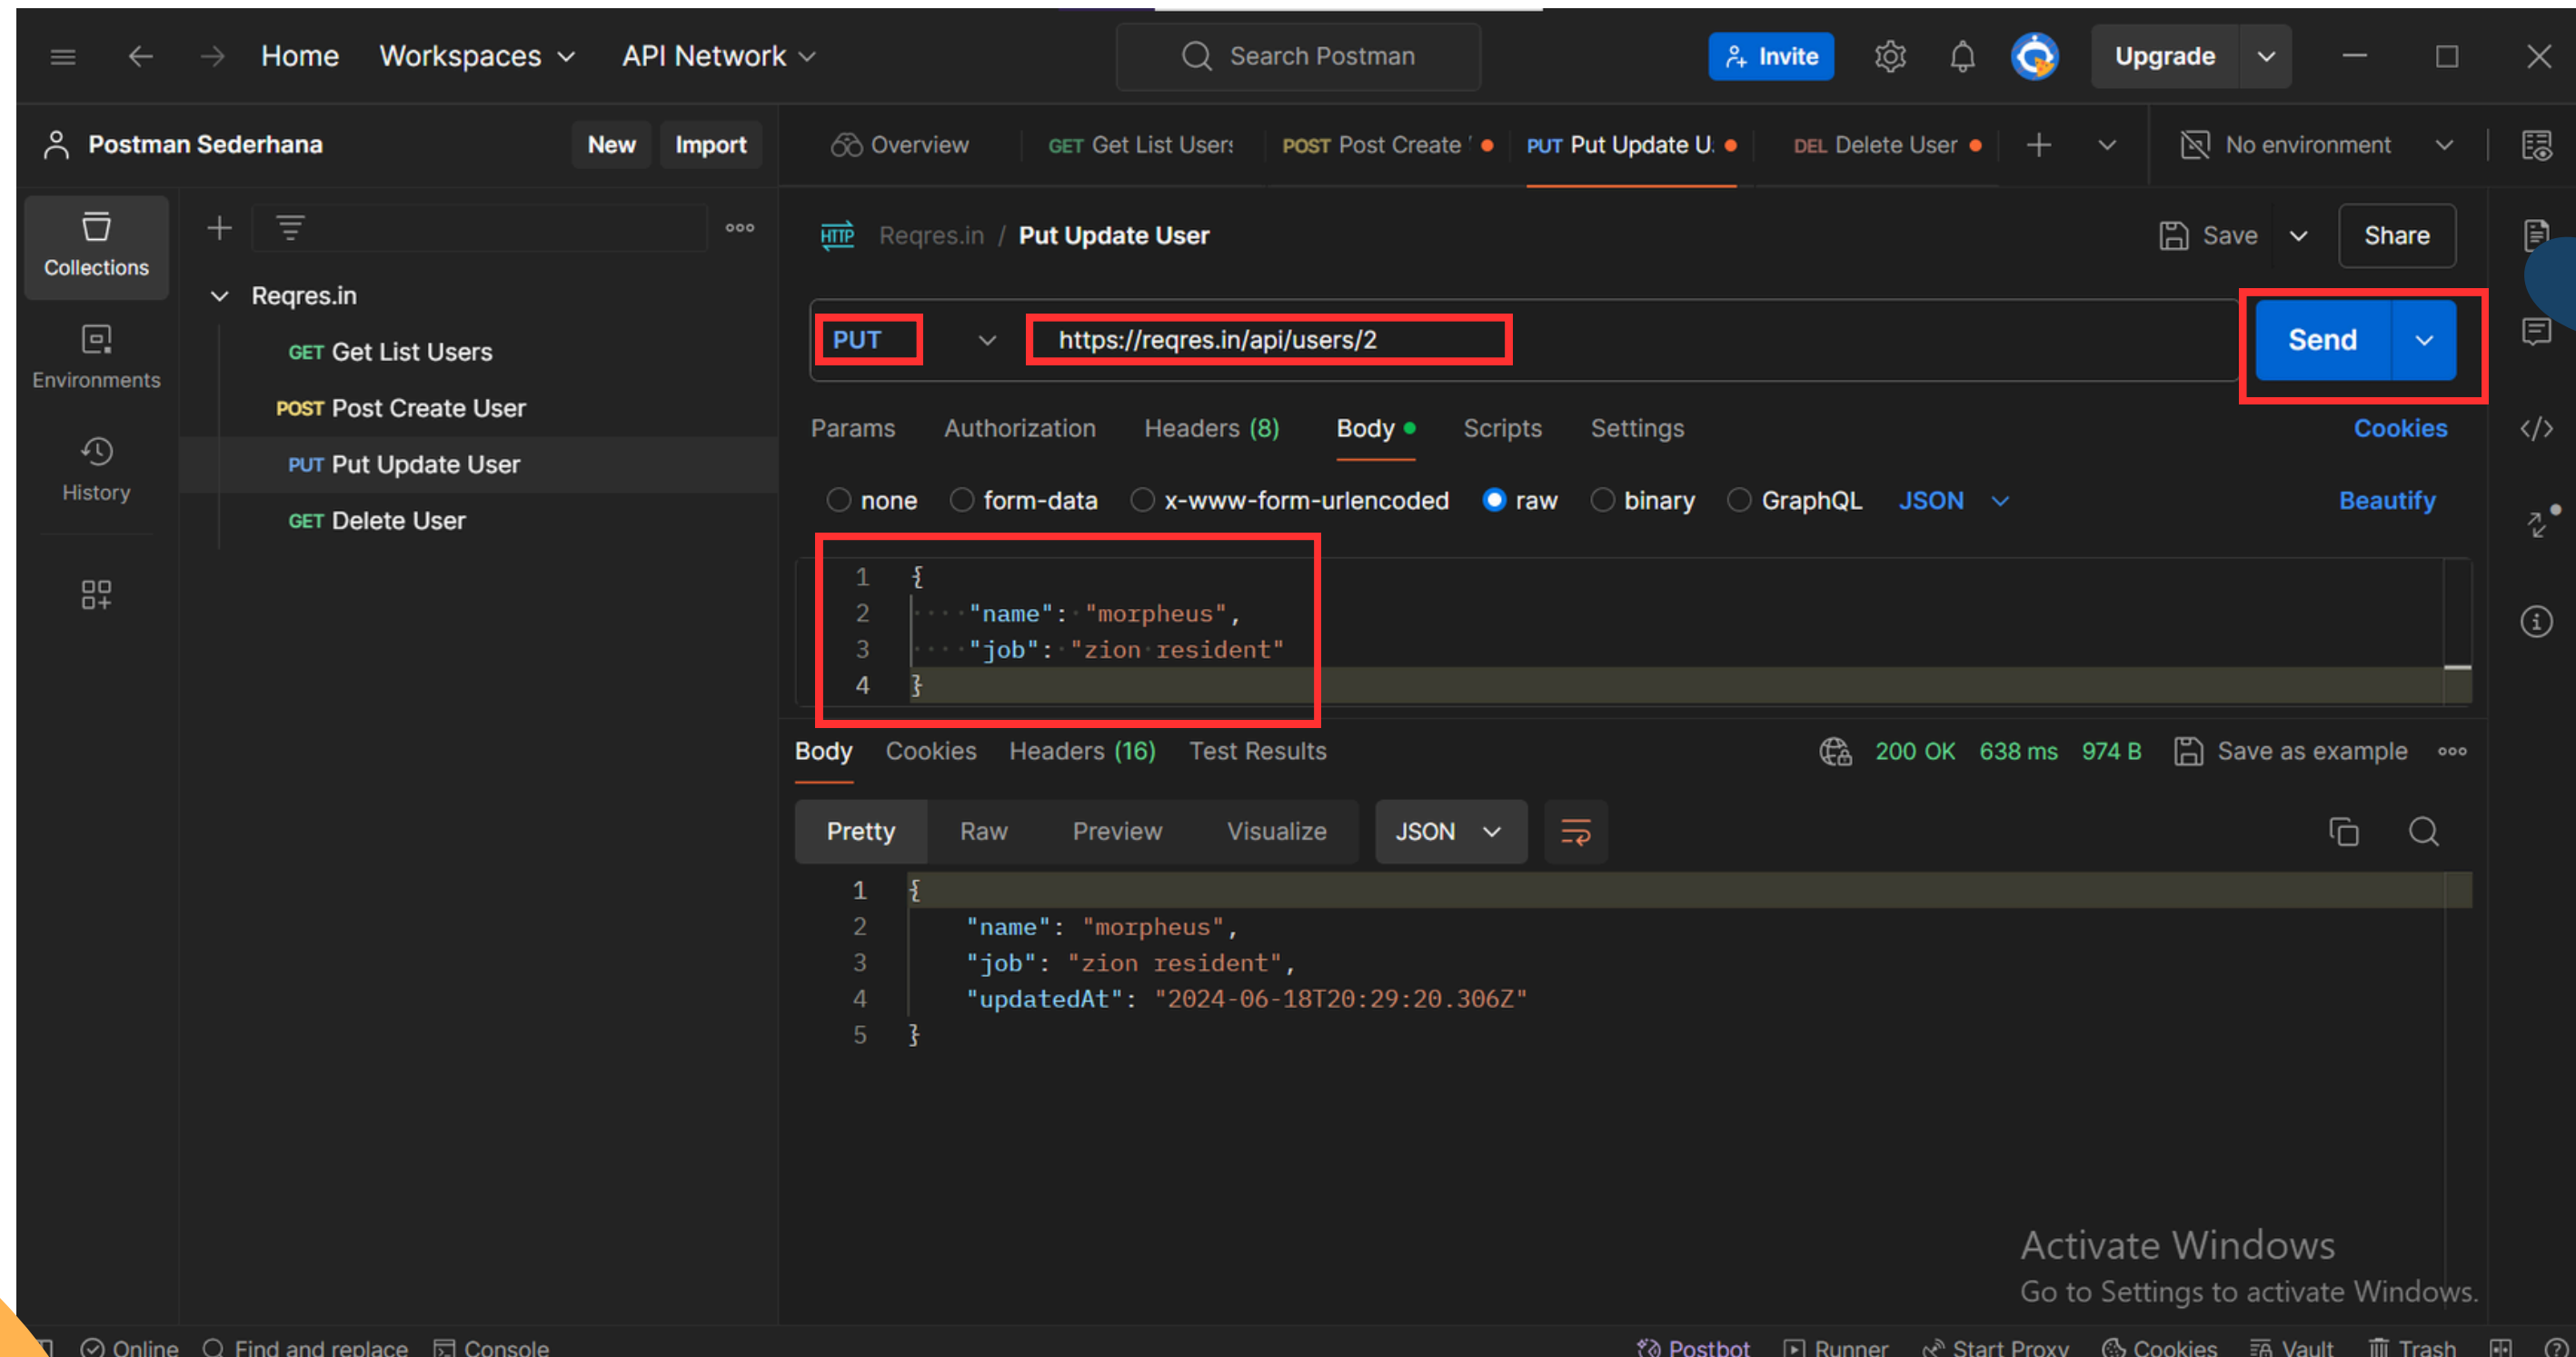 Home Workspaces API Network Search Postman Invite Upgrade
Postman Sederhana New Import Overview GET Get List Users POST Post Create PUT Put Update U. DEL Delete User No environment
Collections
Environments
History
Reqres.in
GET Get List Users
POST Post Create User
PUT Put Update User
GET Delete User
HTTP Reqres.in / Put Update User Save Share
PUT https://reqres.in/api/users/2 Send
Params Authorization Headers (8) Body Scripts Settings Cookies
none form-data x-www-form-urlencoded raw binary GraphQL JSON Beautify
1 {
2 "name": "morpheus",
3 "job": "zion resident"
4 }
Body Cookies Headers (16) Test Results 200 OK 638 ms 974 B Save as example
Pretty Raw Preview Visualize JSON
1 {
2 "name": "morpheus",
3 "job": "zion resident",
4 "updatedAt": "2024-06-18T20:29:20.306Z"
5 }
Activate Windows
Go to Settings to activate Windows.
Online Find and replace Console Postbot Runner Start Proxy Cookies Vault Trash